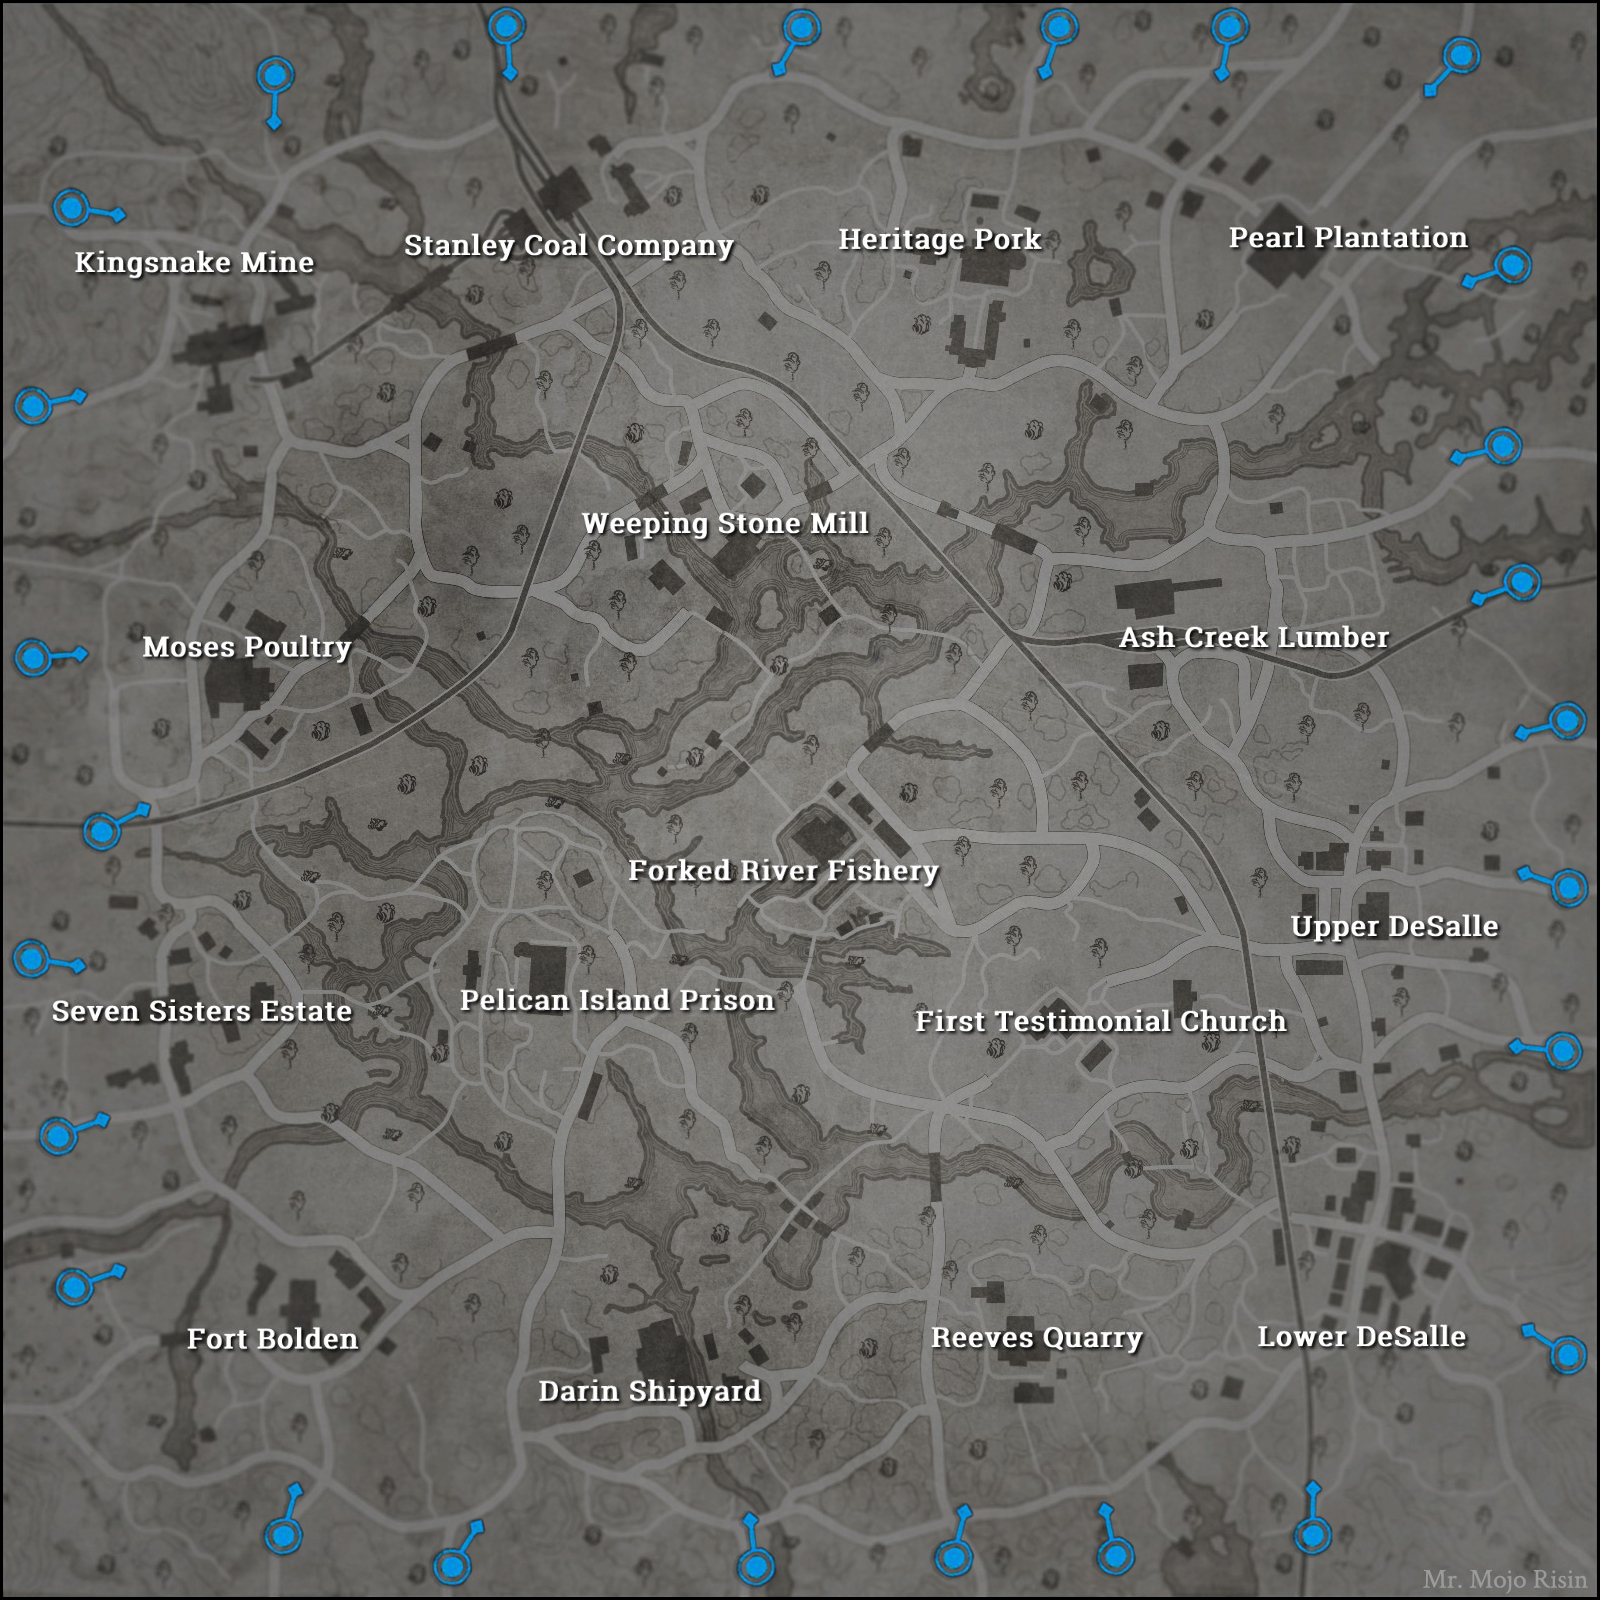 Pearl Plantation
Heritage Pork
Stanley Coal Company
Kingsnake Mine
Weeping Stone Mill
Ash Creek Lumber
Moses Poultry
Forked River Fishery
Upper DeSalle
Pelican Island Prison
Seven Sisters Estate
First Testimonial Church
Fort Bolden
Reeves Quarry
Lower DeSalle
Darin Shipyard
Mr. Mojo Risin